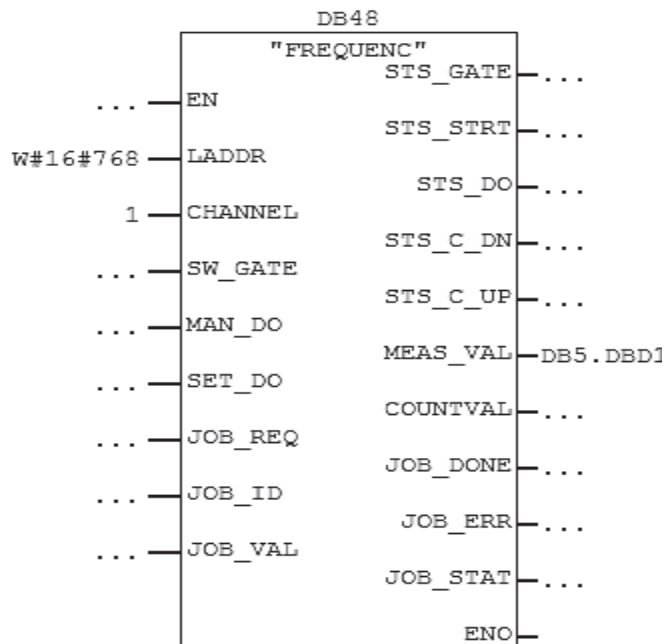 DB48
"FREQUENC"
STS_GATE ...
... EN
STS_STRT ...
W#16#768 LADDR
STS_DO ...
1 CHANNEL
STS_C_DN ...
... SW_GATE
STS_C_UP ...
... MAN_DO
MEAS_VAL DB5.DBD1
... SET_DO
COUNTVAL ...
... JOB_REQ
JOB_DONE ...
... JOB_ID
JOB_ERR ...
... JOB_VAL
JOB_STAT ...
ENO